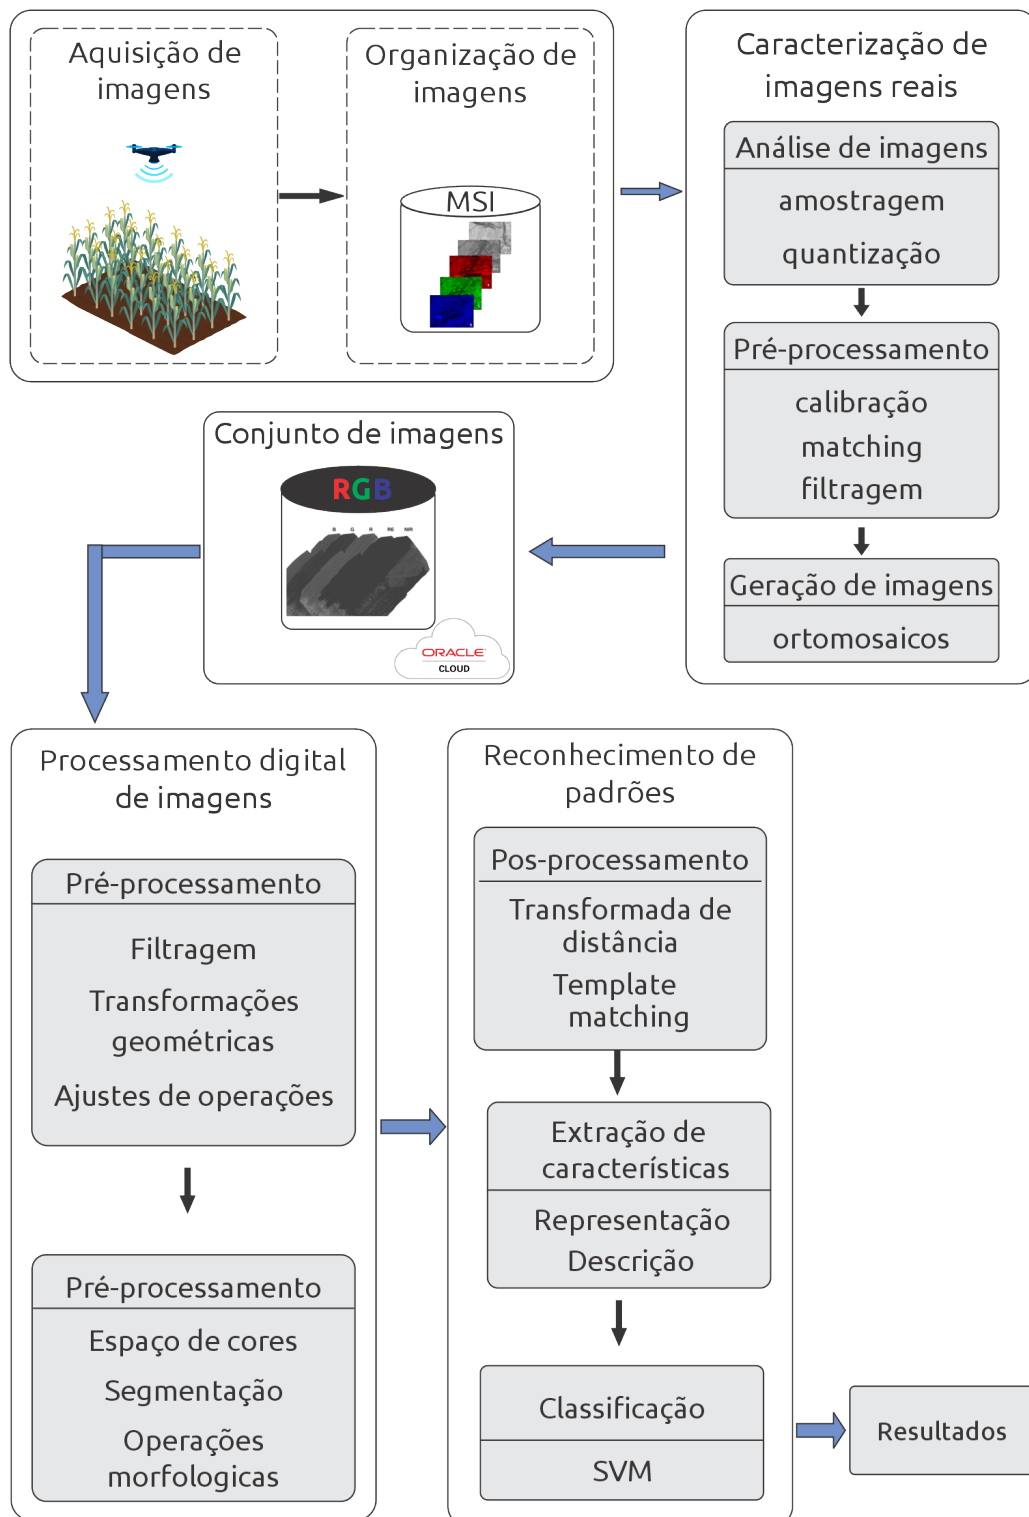 Aquisição de
imagens
Organização de
imagens
MSI
Caracterização de
imagens reais
Análise de imagens
amostragem
quantização
Pré-processamento
calibração
matching
filtragem
Geração de imagens
ortomosaicos
Conjunto de imagens
RGB
B G R RE NIR
ORACLE
CLOUD
Processamento digital
de imagens
Pré-processamento
Filtragem
Transformações
geométricas
Ajustes de operações
Pré-processamento
Espaço de cores
Segmentação
Operações
morfologicas
Reconhecimento de
padrões
Pos-processamento
Transformada de
distância
Template
matching
Extração de
característícas
Representação
Descrição
Classificação
SVM
Resultados